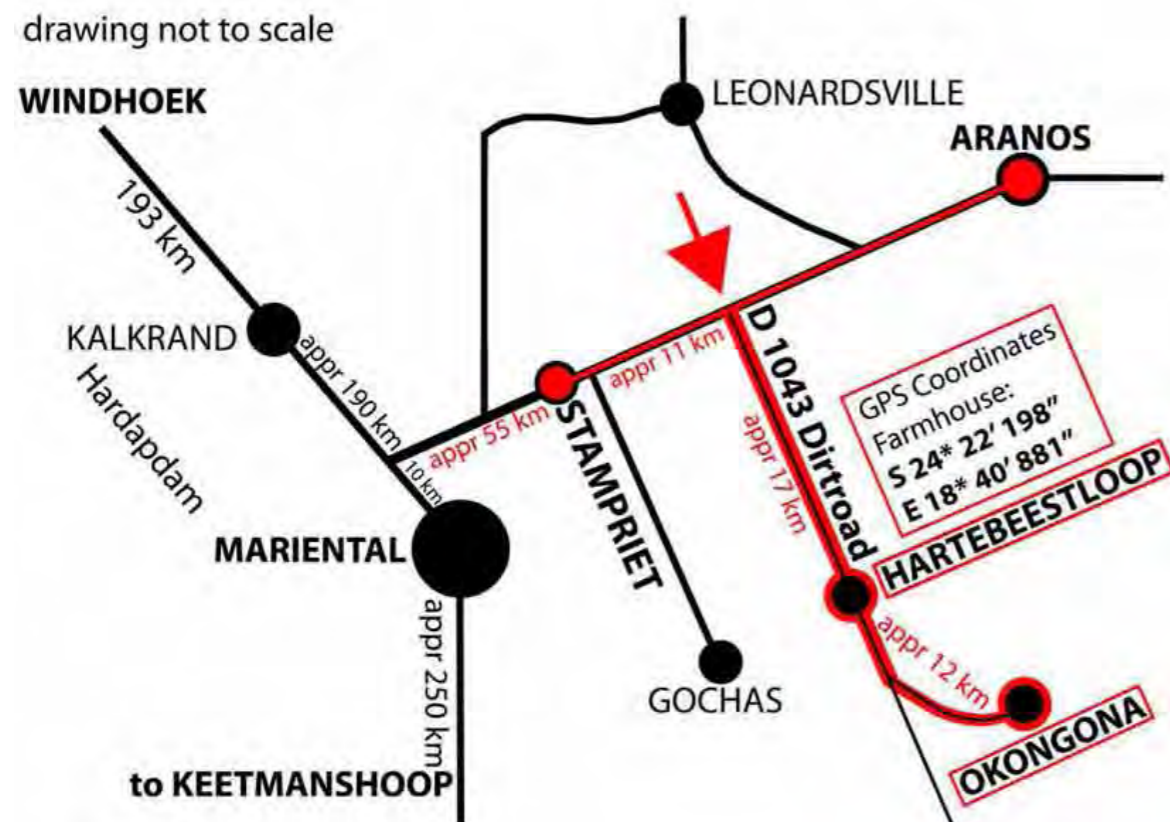 drawing not to scale
WINDHOEK
LEONARDSVILLE
ARANOS
193 km
KALKRAND
Hardapdam
appr 190 km
10 km
appr 55 km
STAMPRIET
appr 11 km
D 1043 Dirtroad
appr 17 km
GPS Coordinates
Farmhouse:
S 24* 22' 198"
E 18* 40' 881"
HARTEBEESTLOOP
MARIENTAL
appr 250 km
GOCHAS
appr 12 km
OKONGONA
to KEETMANSHOOP